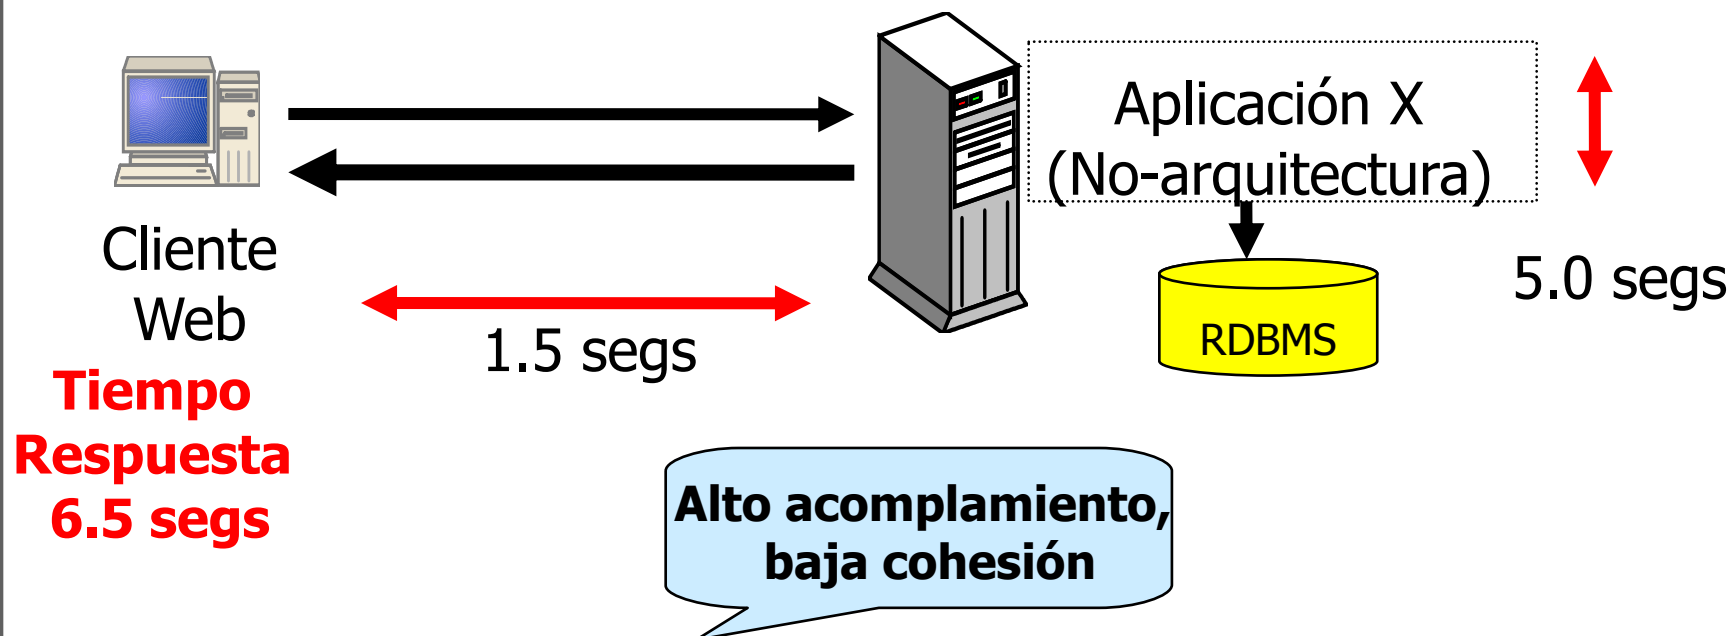 Aplicación X
(No-arquitectura)
Cliente
Web
5.0 segs
1.5 segs
RDBMS
Tiempo
Respuesta
6.5 segs
Alto acomplamiento,
baja cohesión